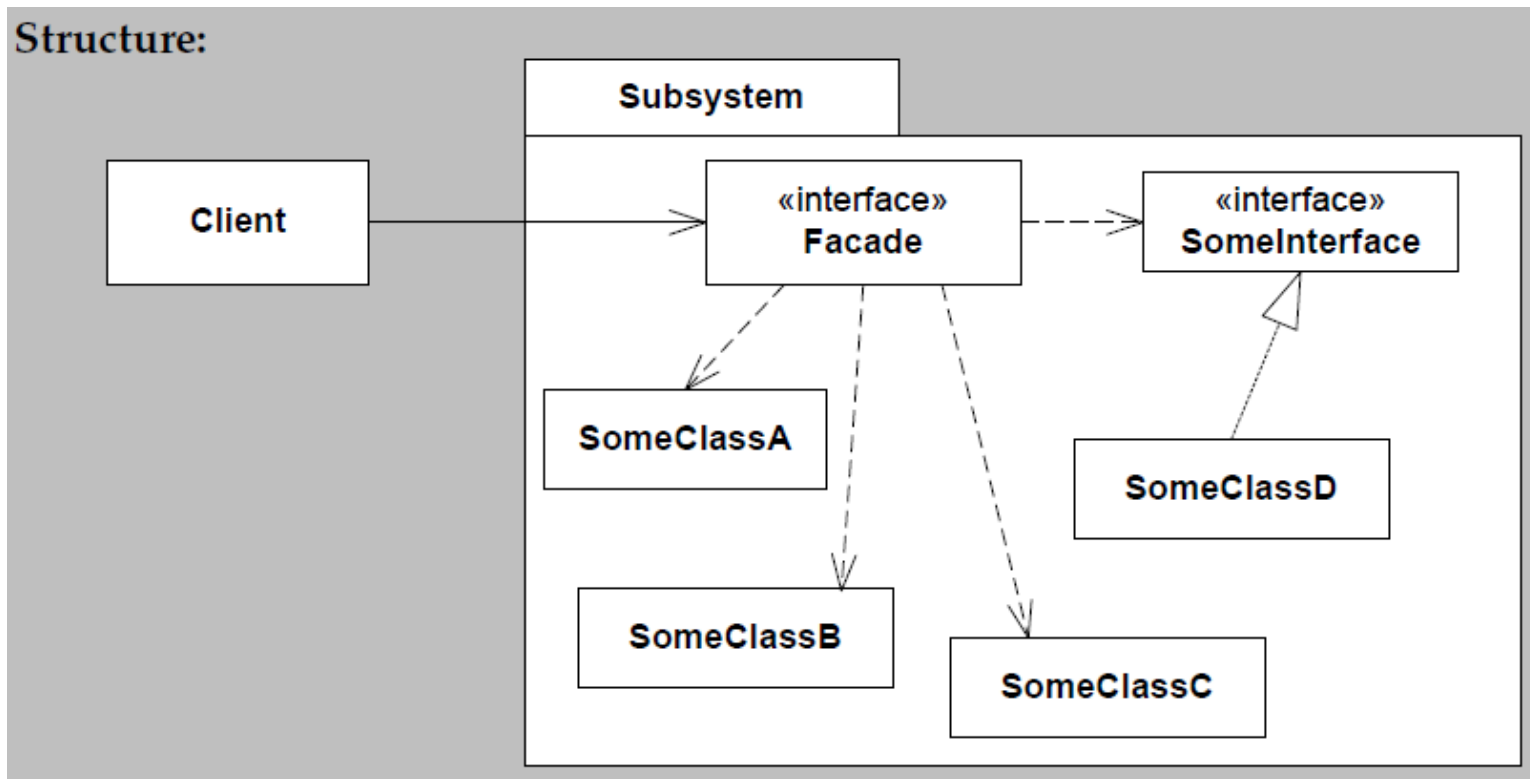 Structure:
Subsystem
Client
«interface»
Facade
«interface»
SomeInterface
SomeClassA
SomeClassD
SomeClassB
SomeClassC